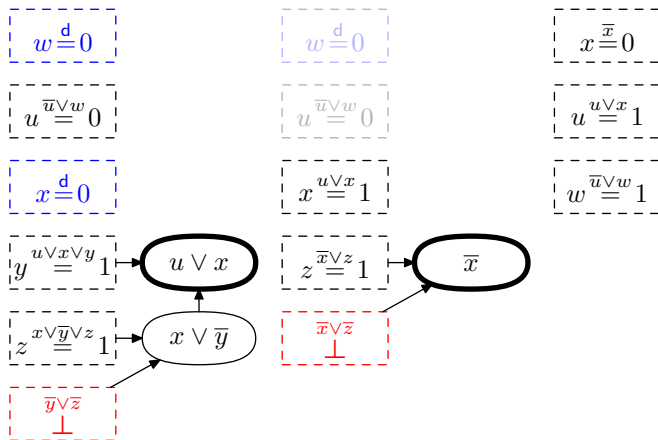 w =ᵈ 0    w =ᵈ 0    x =^{x̅} 0
u =^{u̅∨w} 0    u =^{u̅∨w} 0    u =^{u∨x} 1
x =ᵈ 0    x =^{u∨x} 1    w =^{u̅∨w} 1
y =^{u∨x∨y} 1    u ∨ x    z =^{x̅∨z} 1    x̅
z =^{x∨y̅∨z} 1    x ∨ y̅    x̅∨z̅ ⊥
y̅∨z̅ ⊥